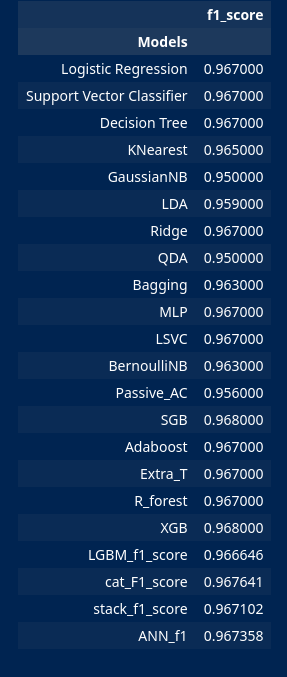 f1_score
Models
Logistic Regression 0.967000
Support Vector Classifier 0.967000
Decision Tree 0.967000
KNearest 0.965000
GaussianNB 0.950000
LDA 0.959000
Ridge 0.967000
QDA 0.950000
Bagging 0.963000
MLP 0.967000
LSVC 0.967000
BernoulliNB 0.963000
Passive_AC 0.956000
SGB 0.968000
Adaboost 0.967000
Extra_T 0.967000
R_forest 0.967000
XGB 0.968000
LGBM_f1_score 0.966646
cat_F1_score 0.967641
stack_f1_score 0.967102
ANN_f1 0.967358